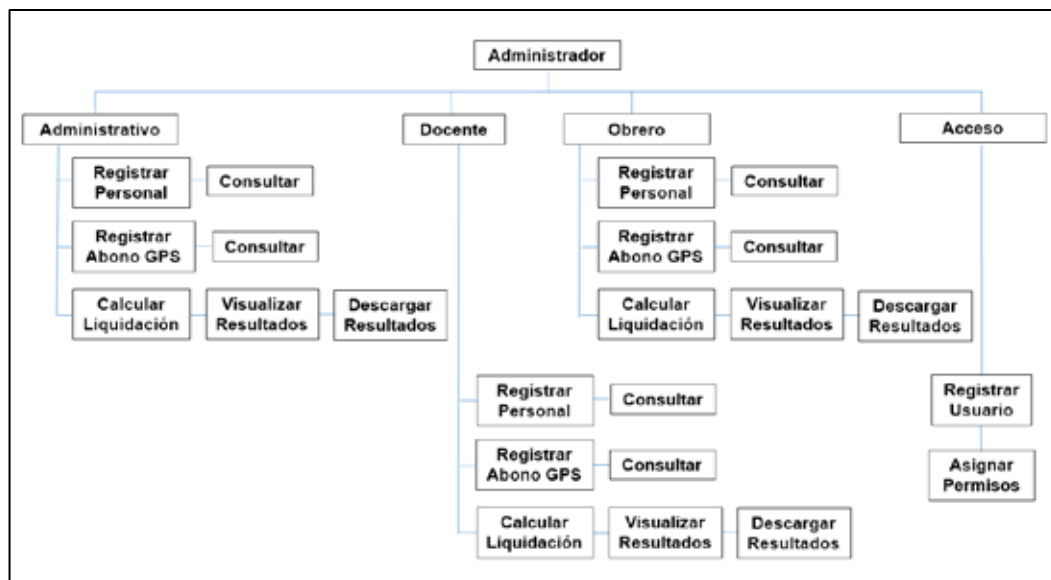 Administrador
Administrativo
Docente
Obrero
Acceso
Registrar
Personal
Consultar
Registrar
Abono GPS
Consultar
Calcular
Liquidación
Visualizar
Resultados
Descargar
Resultados
Registrar
Personal
Consultar
Registrar
Abono GPS
Consultar
Calcular
Liquidación
Visualizar
Resultados
Descargar
Resultados
Registrar
Personal
Consultar
Registrar
Abono GPS
Consultar
Calcular
Liquidación
Visualizar
Resultados
Descargar
Resultados
Registrar
Usuario
Asignar
Permisos